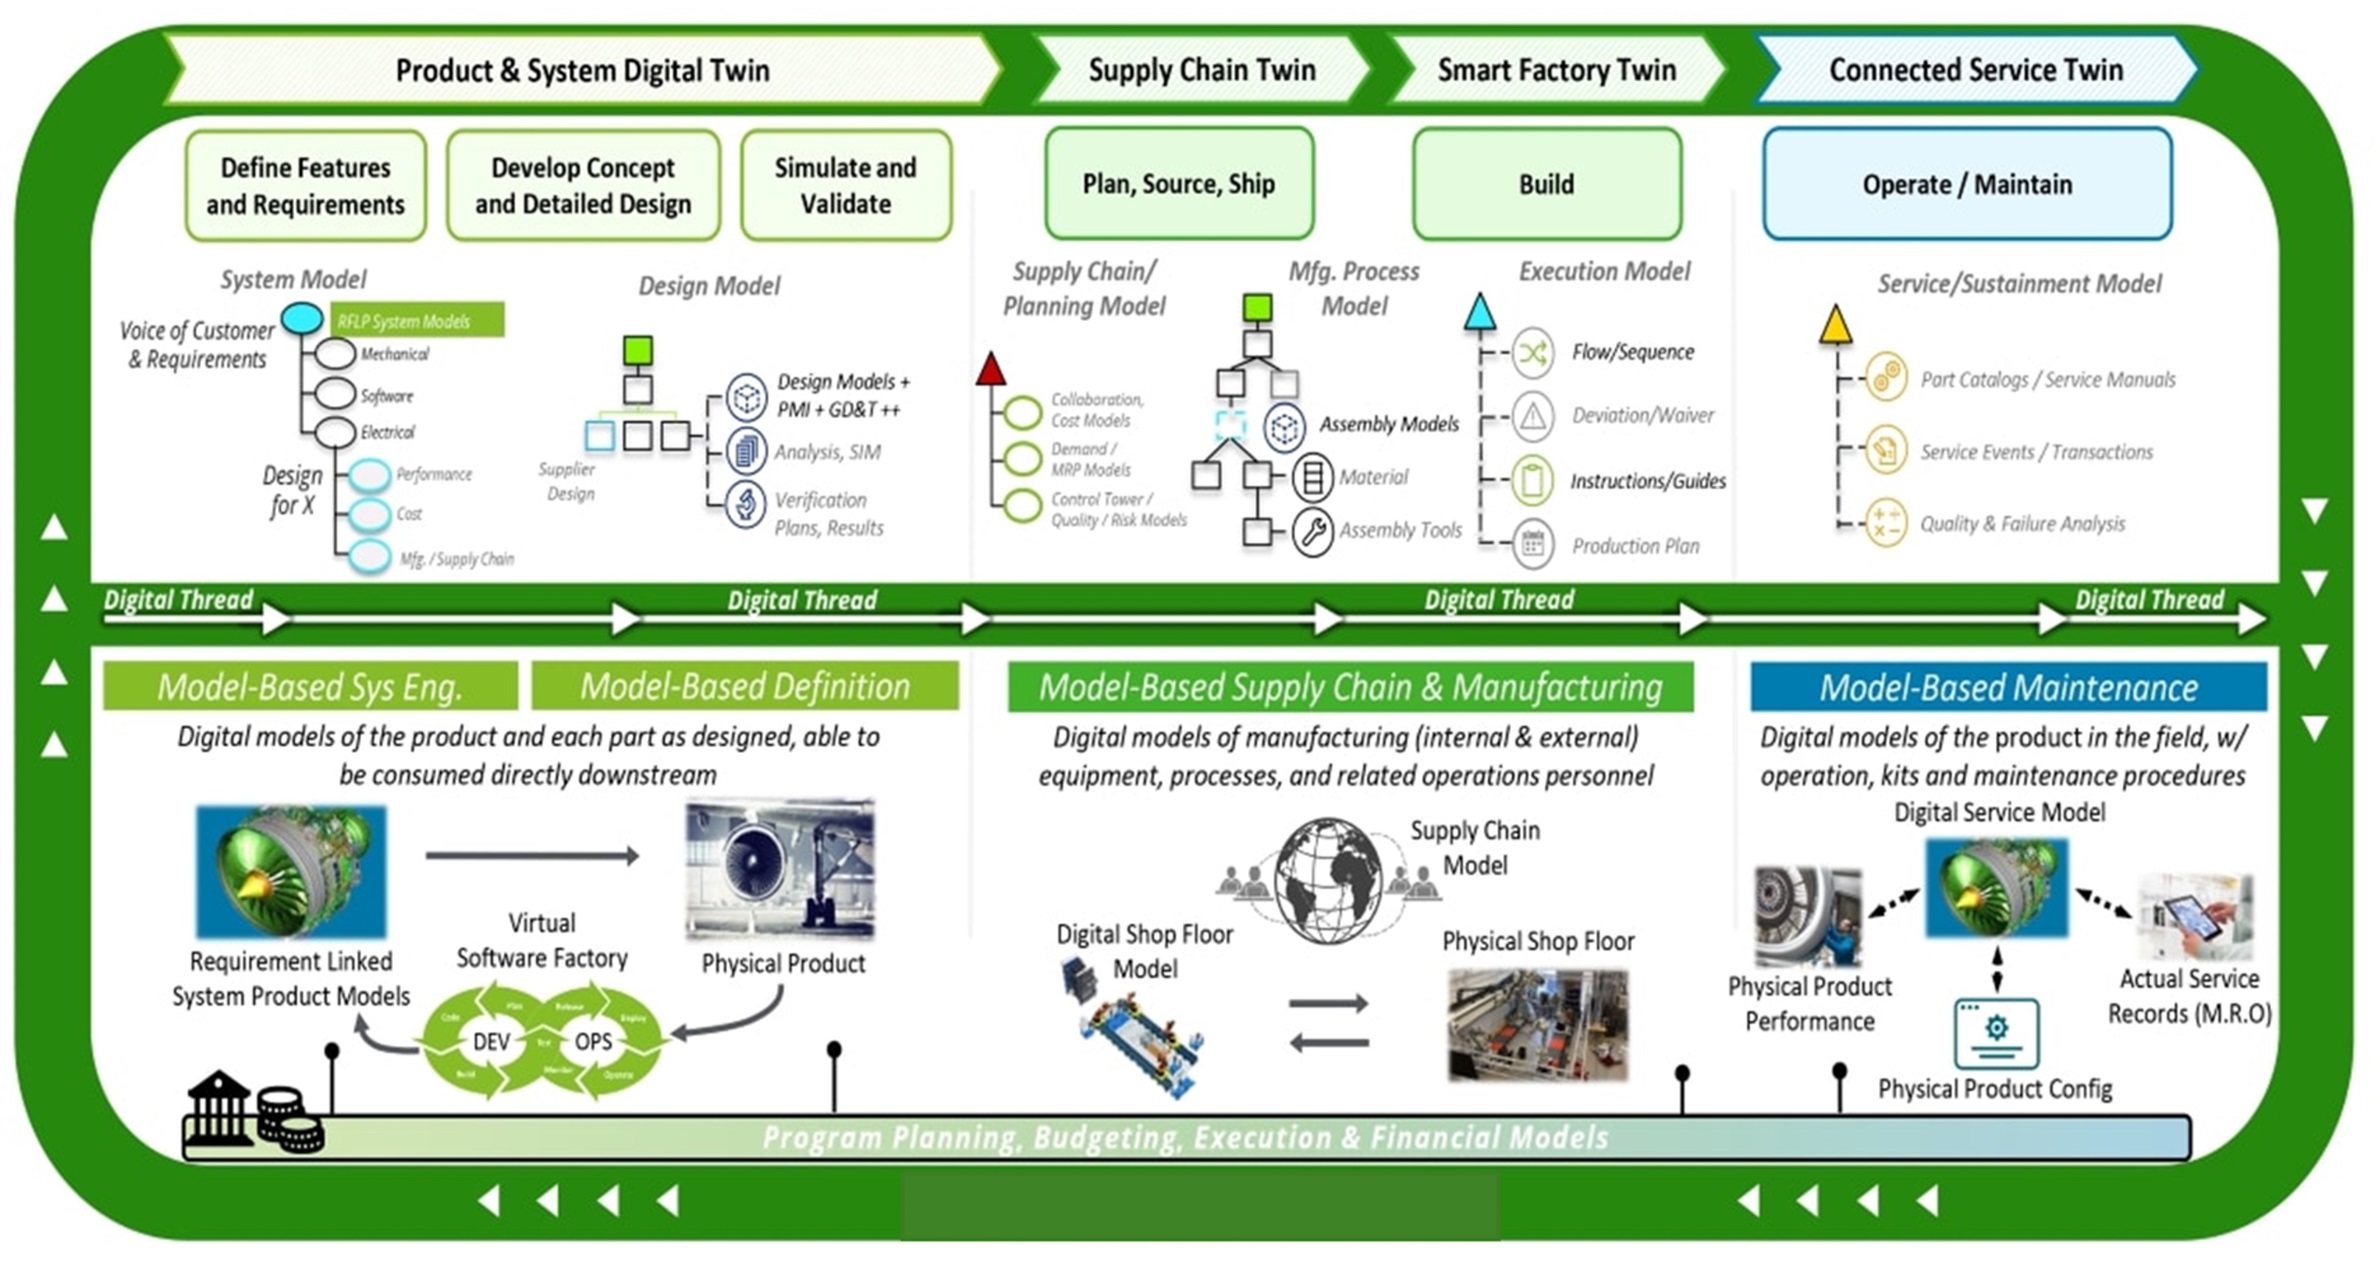 Product & System Digital Twin
Supply Chain Twin
Smart Factory Twin
Connected Service Twin
Define Features
and Requirements
Develop Concept
and Detailed Design
Simulate and
Validate
Plan, Source, Ship
Build
Operate / Maintain
System Model
Voice of Customer
& Requirements
RFLP System Models
Mechanical
Software
Electrical
Design
for X
Performance
Cost
Mfg. / Supply Chain
Design Model
Supplier
Design
Design Models +
PMI + GD&T ++
Analysis, SIM
Verification
Plans, Results
Supply Chain/
Planning Model
Collaboration,
Cost Models
Demand /
MRP Models
Control Tower /
Quality / Risk Models
Mfg. Process
Model
Assembly Models
Material
Assembly Tools
Execution Model
Flow/Sequence
Deviation/Waiver
Instructions/Guides
Production Plan
Service/Sustainment Model
Part Catalogs / Service Manuals
Service Events / Transactions
Quality & Failure Analysis
Digital Thread
Digital Thread
Digital Thread
Digital Thread
Model-Based Sys Eng.
Model-Based Definition
Digital models of the product and each part as designed, able to
be consumed directly downstream
Requirement Linked
System Product Models
Virtual
Software Factory
Physical Product
Code
Plan
Release
Deploy
DEV
Test
OPS
Build
Monitor
Operate
Model-Based Supply Chain & Manufacturing
Digital models of manufacturing (internal & external)
equipment, processes, and related operations personnel
Supply Chain
Model
Digital Shop Floor
Model
Physical Shop Floor
Model-Based Maintenance
Digital models of the product in the field, w/
operation, kits and maintenance procedures
Digital Service Model
Physical Product
Performance
Actual Service
Records (M.R.O)
Physical Product Config
Program Planning, Budgeting, Execution & Financial Models